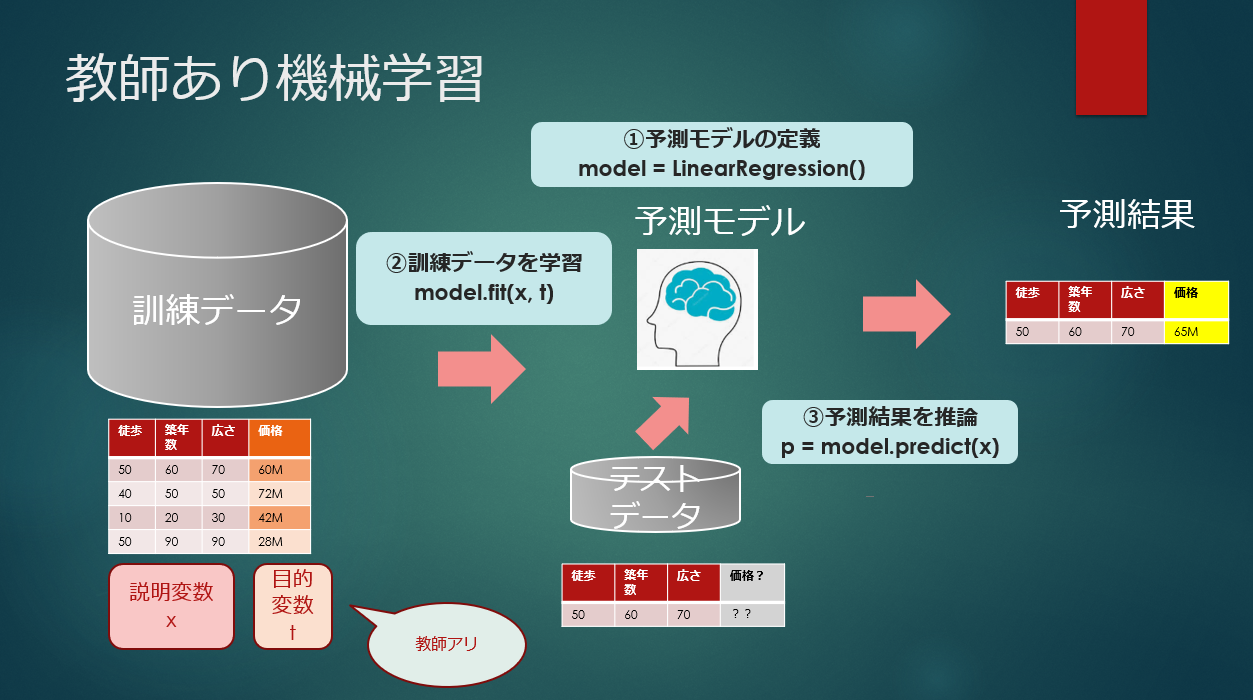 教師あり機械学習
①予測モデルの定義
model = LinearRegression()
予測モデル
②訓練データを学習
model.fit(x, t)
訓練データ
徒歩 築年数 広さ 価格
50 60 70 60M
40 50 50 72M
10 20 30 42M
50 90 90 28M
説明変数
x
目的
変数
t
教師アリ
テスト
データ
徒歩 築年数 広さ 価格？
50 60 70 ？？
③予測結果を推論
p = model.predict(x)
予測結果
徒歩 築年数 広さ 価格
50 60 70 65M